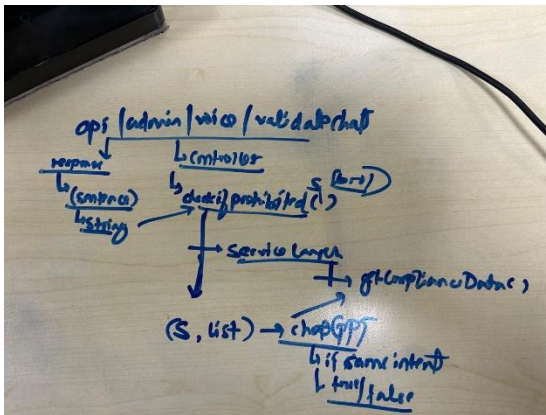 api/admin/voice/validatechat
response
Controller
(sentence)
String
checkifprohibited()
service layer
getComplianceData()
(S, list) → chatGPT
if same intent
true/false